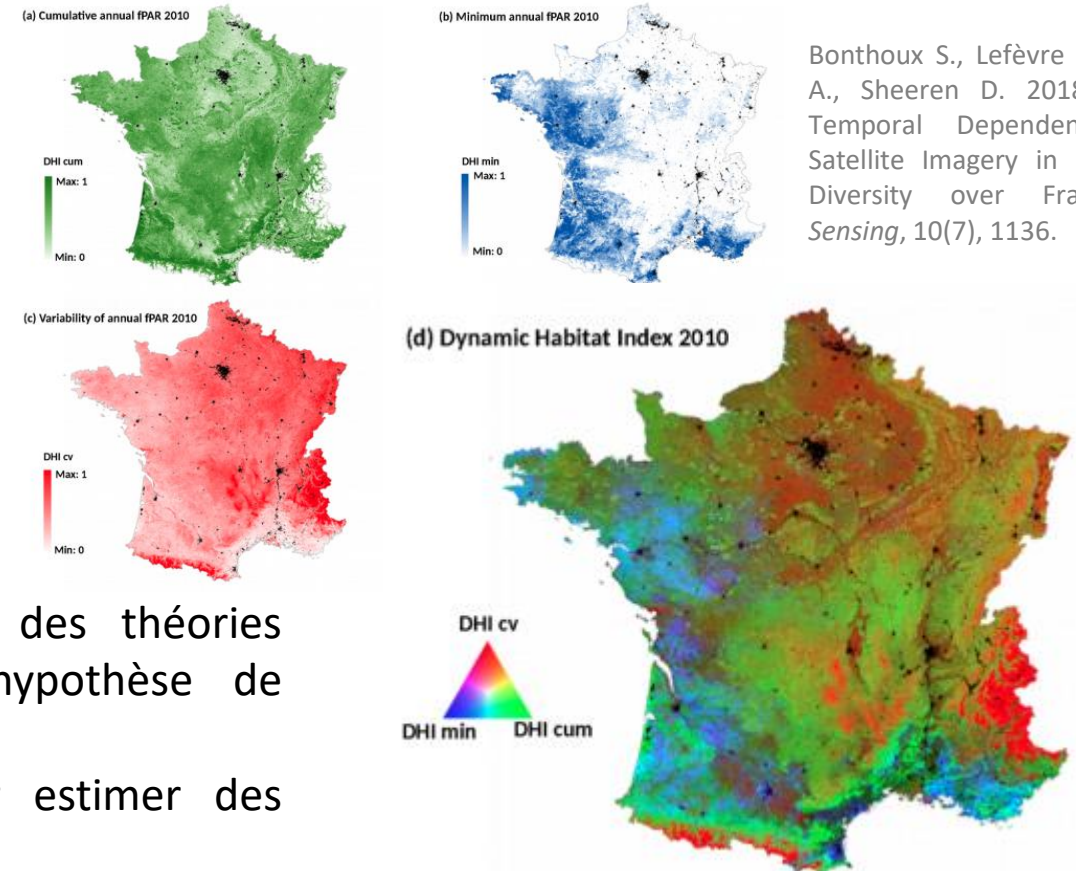 (a) Cumulative annual fPAR 2010
DHI cum
Max: 1
Min: 0
(b) Minimum annual fPAR 2010
DHI min
Max: 1
Min: 0
Bonthoux S., Lefèvre
A., Sheeren D. 2018
Temporal Dependen
Satellite Imagery in
Diversity over Fra
Sensing, 10(7), 1136.
(c) Variability of annual fPAR 2010
DHI cv
Max: 1
Min: 0
(d) Dynamic Habitat Index 2010
DHI cv
DHI min DHI cum
des théories
hypothèse de
estimer des